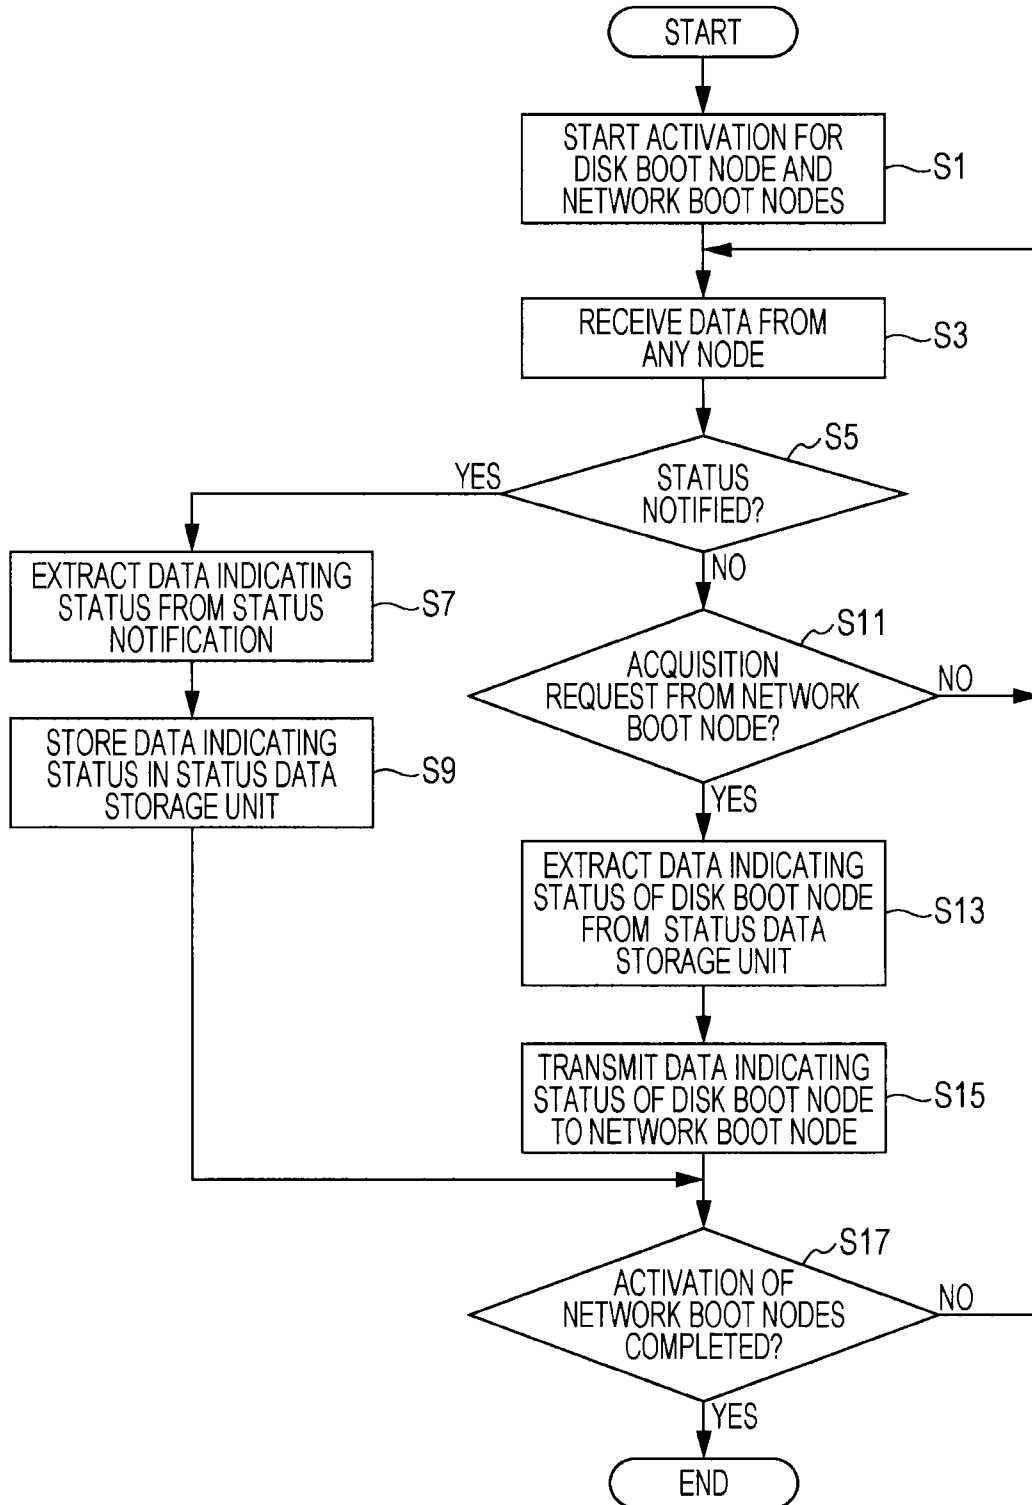 START
START ACTIVATION FOR
DISK BOOT NODE AND
NETWORK BOOT NODES
S1
RECEIVE DATA FROM
ANY NODE
S3
S5
STATUS
NOTIFIED?
YES
NO
EXTRACT DATA INDICATING
STATUS FROM STATUS
NOTIFICATION
S7
STORE DATA INDICATING
STATUS IN STATUS DATA
STORAGE UNIT
S9
S11
ACQUISITION
REQUEST FROM NETWORK
BOOT NODE?
NO
YES
EXTRACT DATA INDICATING
STATUS OF DISK BOOT NODE
FROM STATUS DATA
STORAGE UNIT
S13
TRANSMIT DATA INDICATING
STATUS OF DISK BOOT NODE
TO NETWORK BOOT NODE
S15
S17
ACTIVATION OF
NETWORK BOOT NODES
COMPLETED?
NO
YES
END